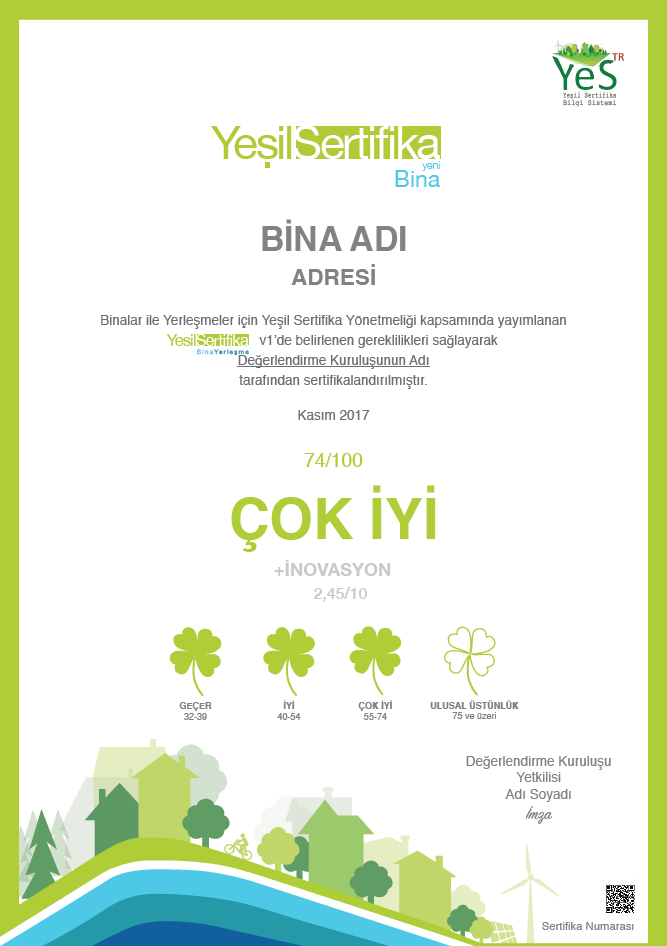 YeS TR
Yeşil Sertifika
Bilgi Sistemi
YeşilSertifika
yeni
Bina
BİNA ADI
ADRESİ
Binalar ile Yerleşmeler için Yeşil Sertifika Yönetmeliği kapsamında yayımlanan
YeşilSertifika v1’de belirlenen gereklilikleri sağlayarak
BinaYerleşme
Değerlendirme Kuruluşunun Adı
tarafından sertifikalandırılmıştır.
Kasım 2017
74/100
ÇOK İYİ
+İNOVASYON
2,45/10
GEÇER İYİ ÇOK İYİ ULUSAL ÜSTÜNLÜK
32-39 40-54 55-74 75 ve üzeri
Değerlendirme Kuruluşu
Yetkilisi
Adı Soyadı
İmza
Sertifika Numarası